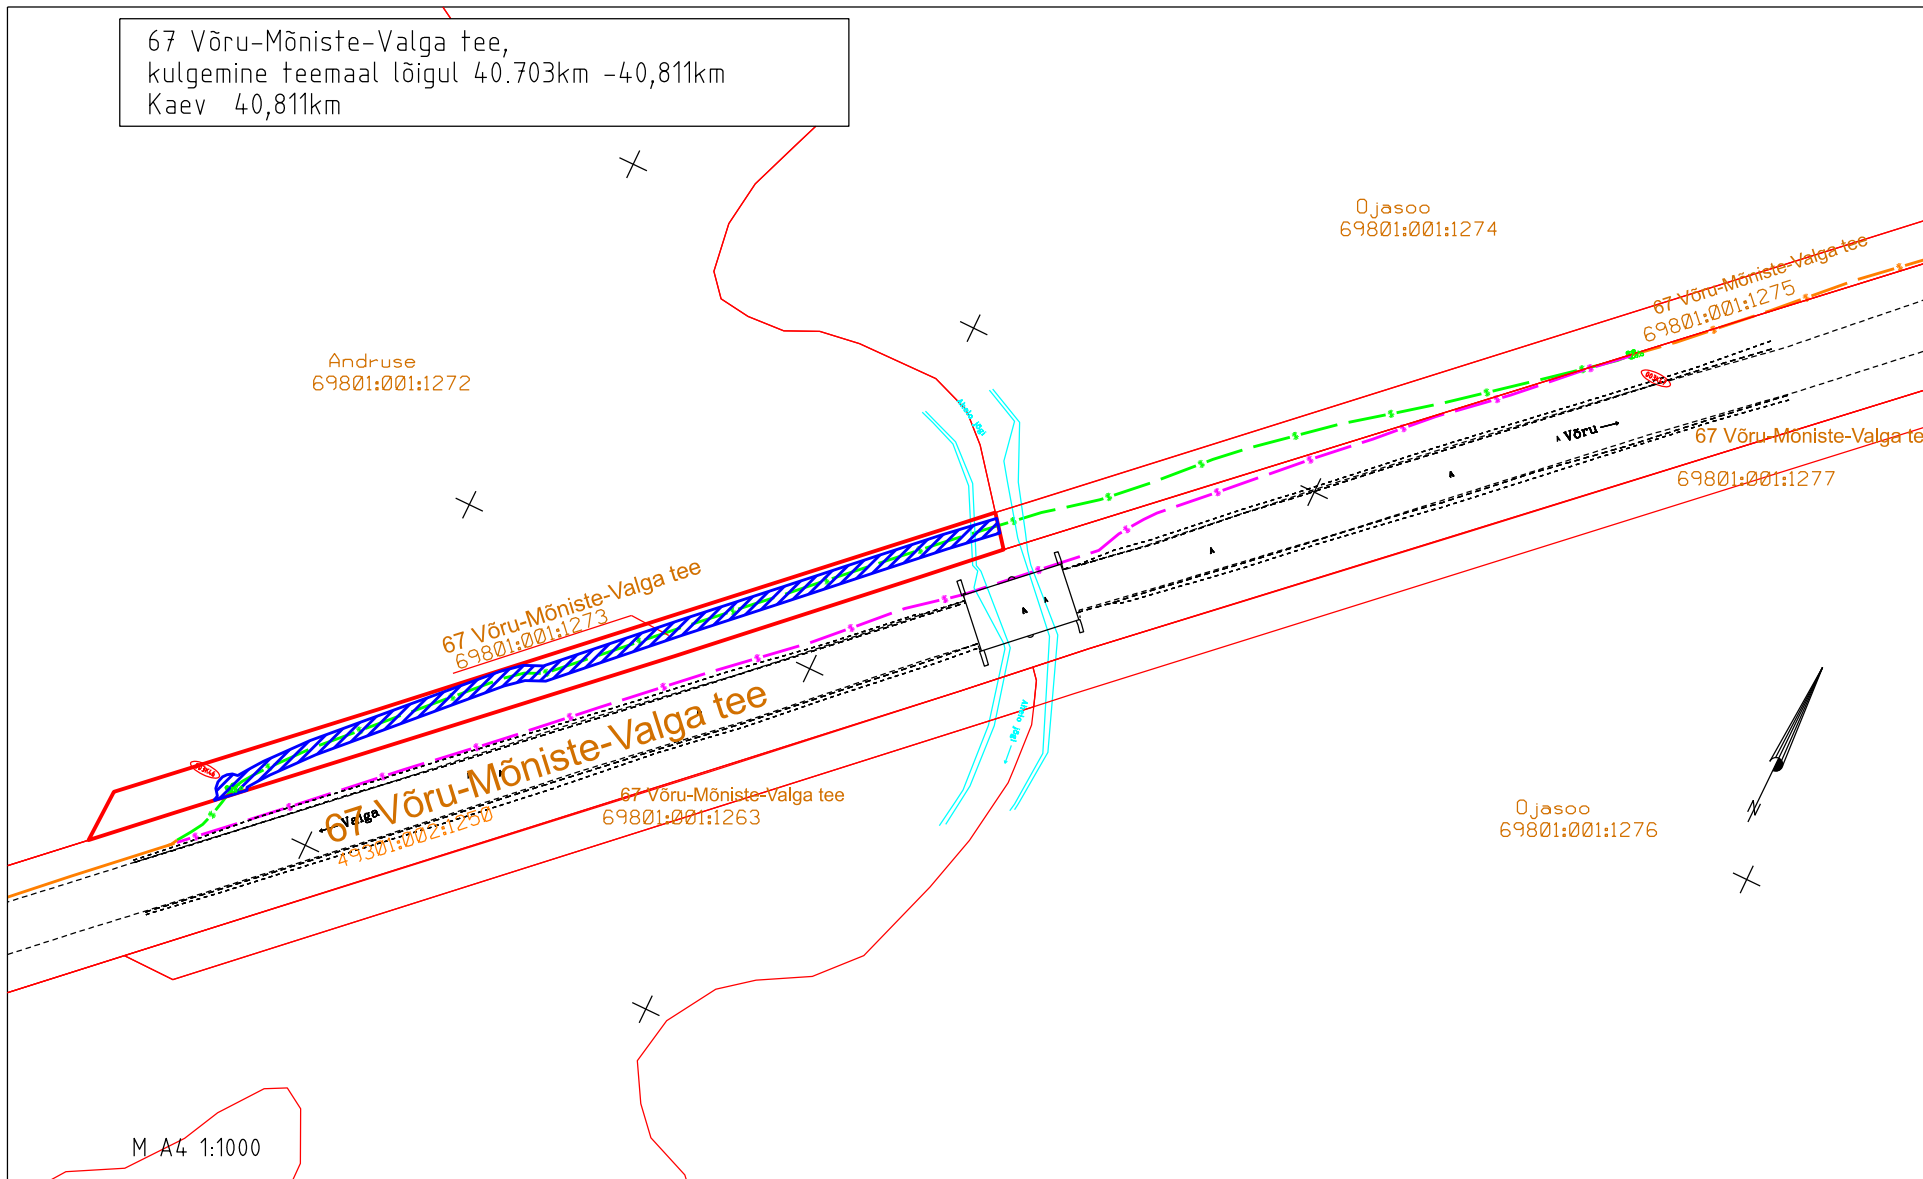 67 Võru-Mõniste-Valga tee,
kulgemine teemaal lõigul 40.703km -40,811km
Kaev 40,811km
Ojasoo
69801:001:1274
67 Võru-Mõniste-Valga tee
69801:001:1275
Andruse
69801:001:1272
Võru
67 Võru-Mõniste-Valga te
69801:001:1277
67 Võru-Mõniste-Valga tee
69801:001:1273
67 Võru-Mõniste-Valga tee
49301:002:1250
Valga
67 Võru-Mõniste-Valga tee
69801:001:1263
jõgi
jõgi
Ojasoo
69801:001:1276
N
M A4 1:1000